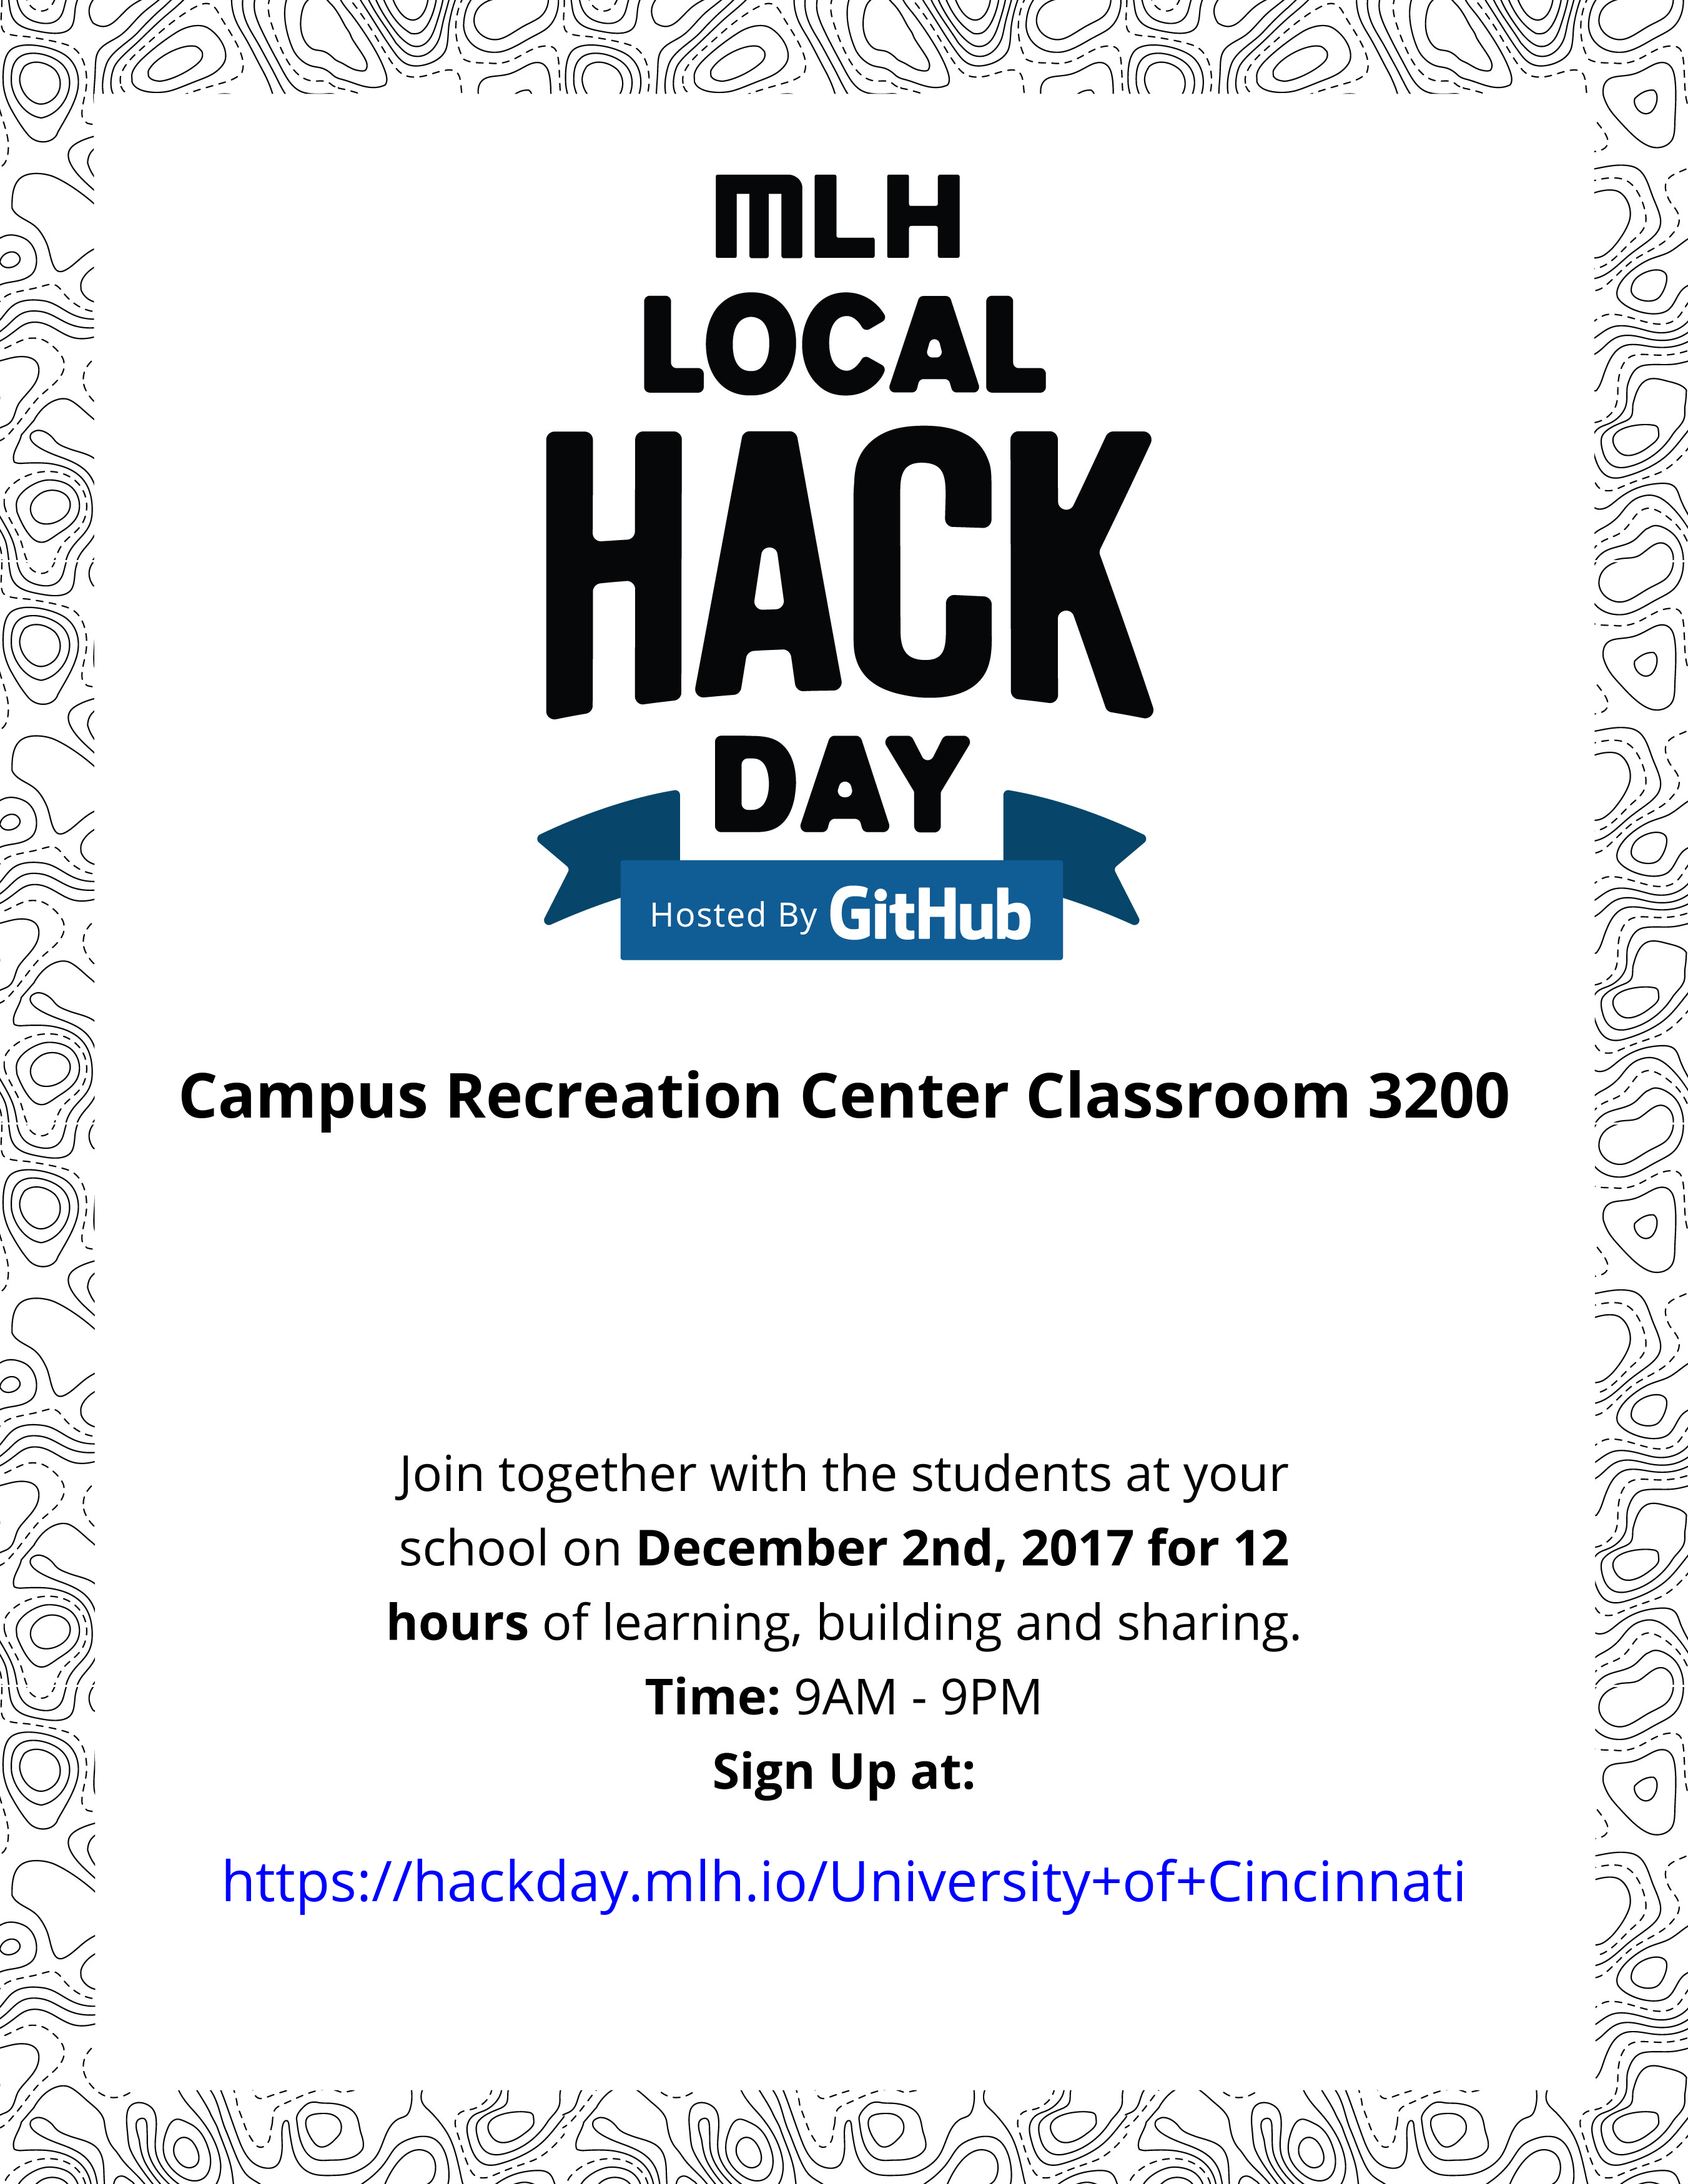 MLH
LOCAL
HACK
DAY
Hosted By GitHub
Campus Recreation Center Classroom 3200
Join together with the students at your
school on December 2nd, 2017 for 12
hours of learning, building and sharing.
Time: 9AM - 9PM
Sign Up at:
https://hackday.mlh.io/University+of+Cincinnati